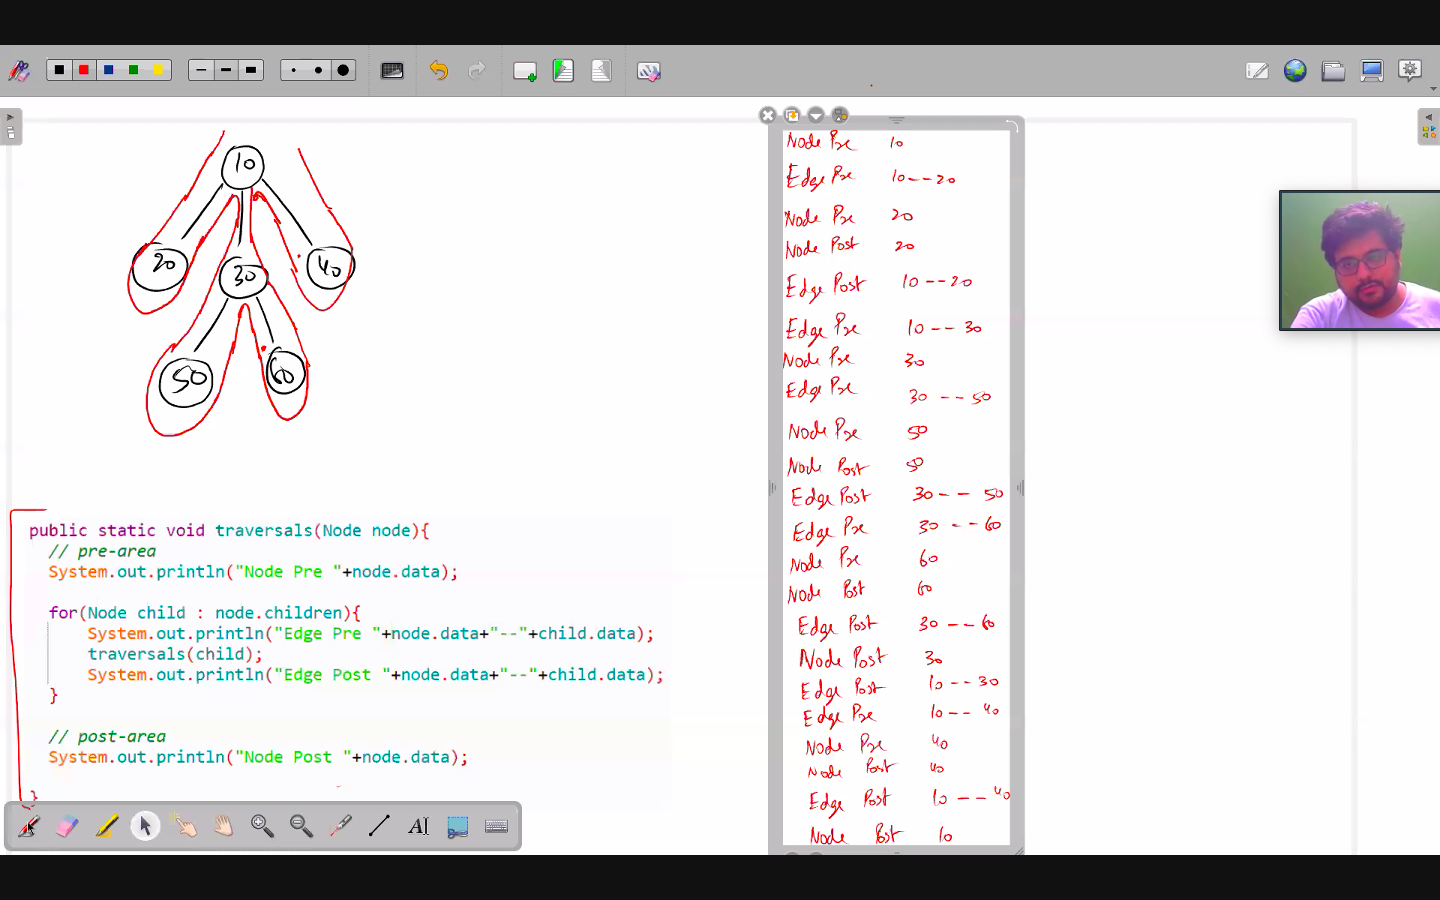 10
20
30
40
50
60
public static void traversals(Node node){
// pre-area
System.out.println("Node Pre "+node.data);
for(Node child : node.children){
System.out.println("Edge Pre "+node.data+"--"+child.data);
traversals(child);
System.out.println("Edge Post "+node.data+"--"+child.data);
}
// post-area
System.out.println("Node Post "+node.data);
}
Node Pre 10
Edge Pre 10--20
Node Pre 20
Node Post 20
Edge Post 10--20
Edge Pre 10--30
Node Pre 30
Edge Pre 30--50
Node Pre 50
Node Post 50
Edge Post 30--50
Edge Pre 30--60
Node Pre 60
Node Post 60
Edge Post 30--60
Node Post 30
Edge Post 10--30
Edge Pre 10--40
Node Pre 40
Node Post 40
Edge Post 10--40
Node Post 10